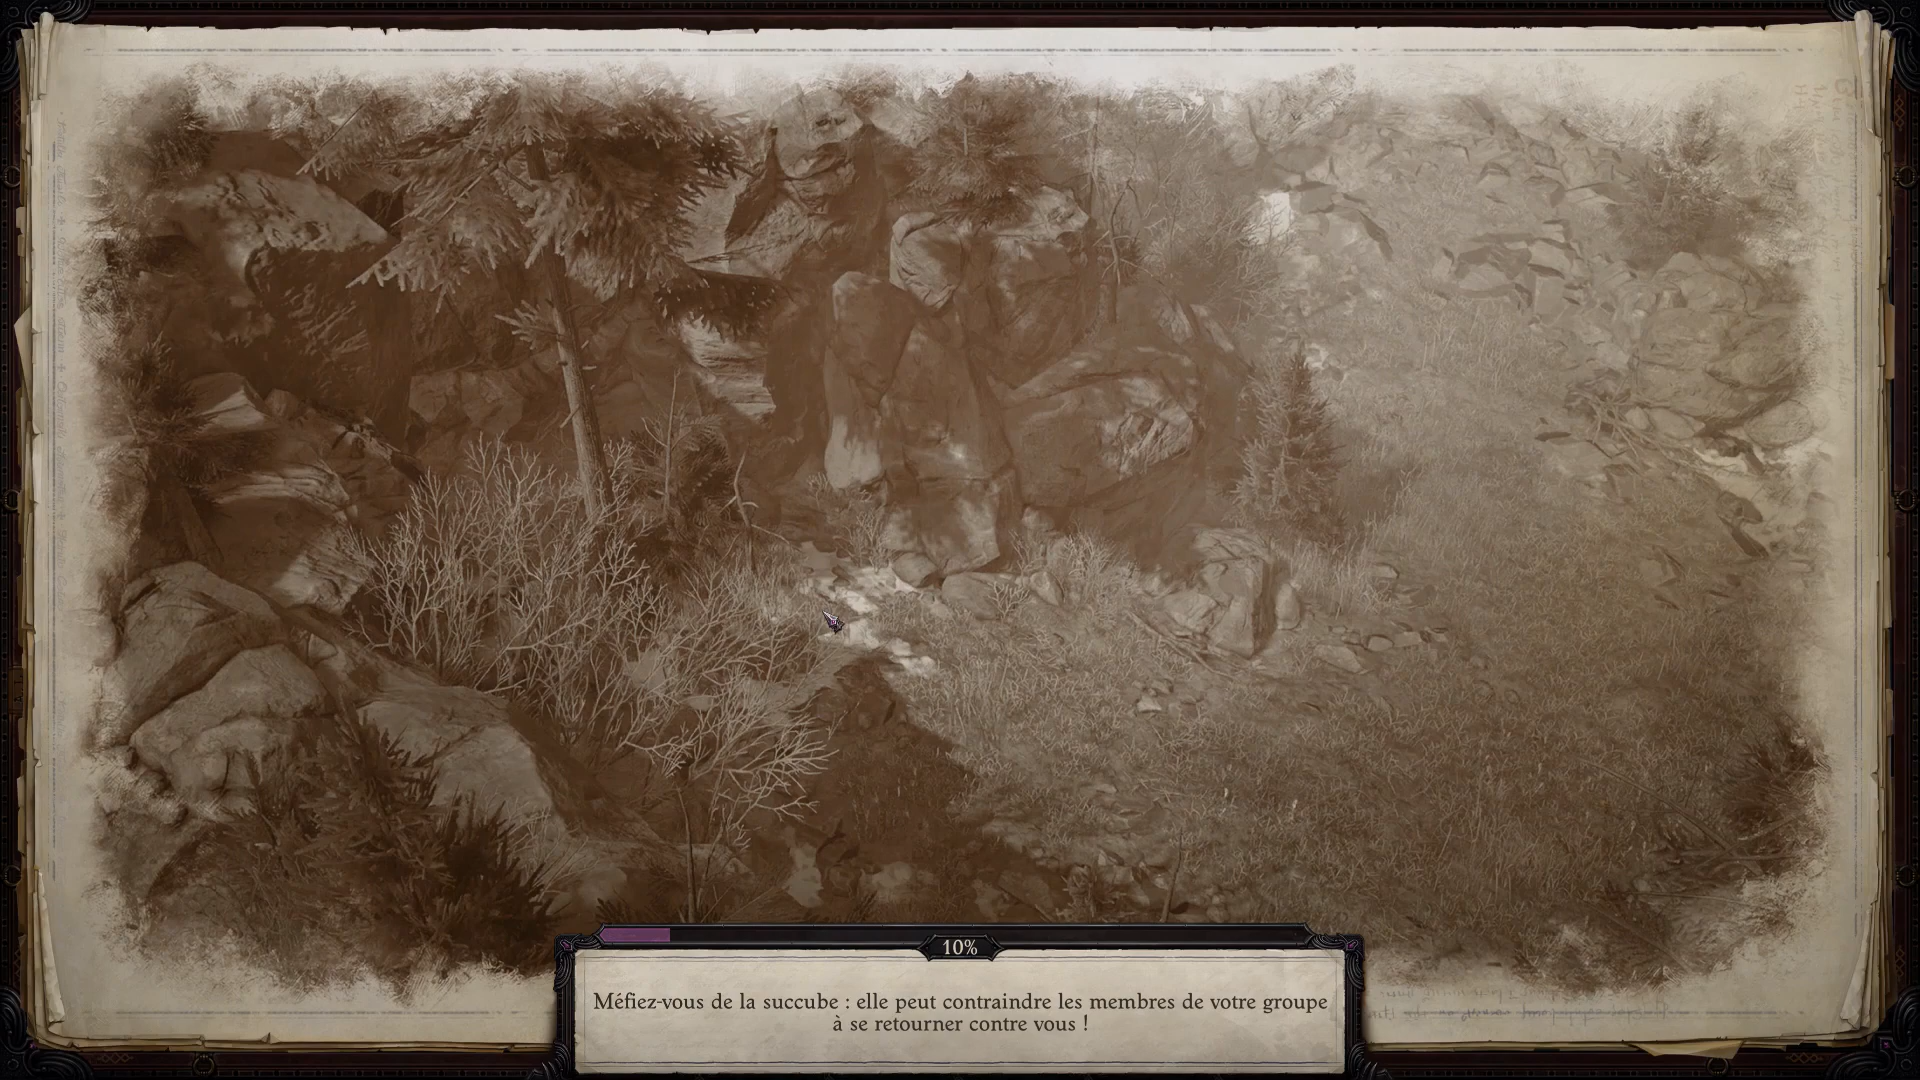 10%
Méfiez-vous de la succube : elle peut contraindre les membres de votre groupe
à se retourner contre vous !